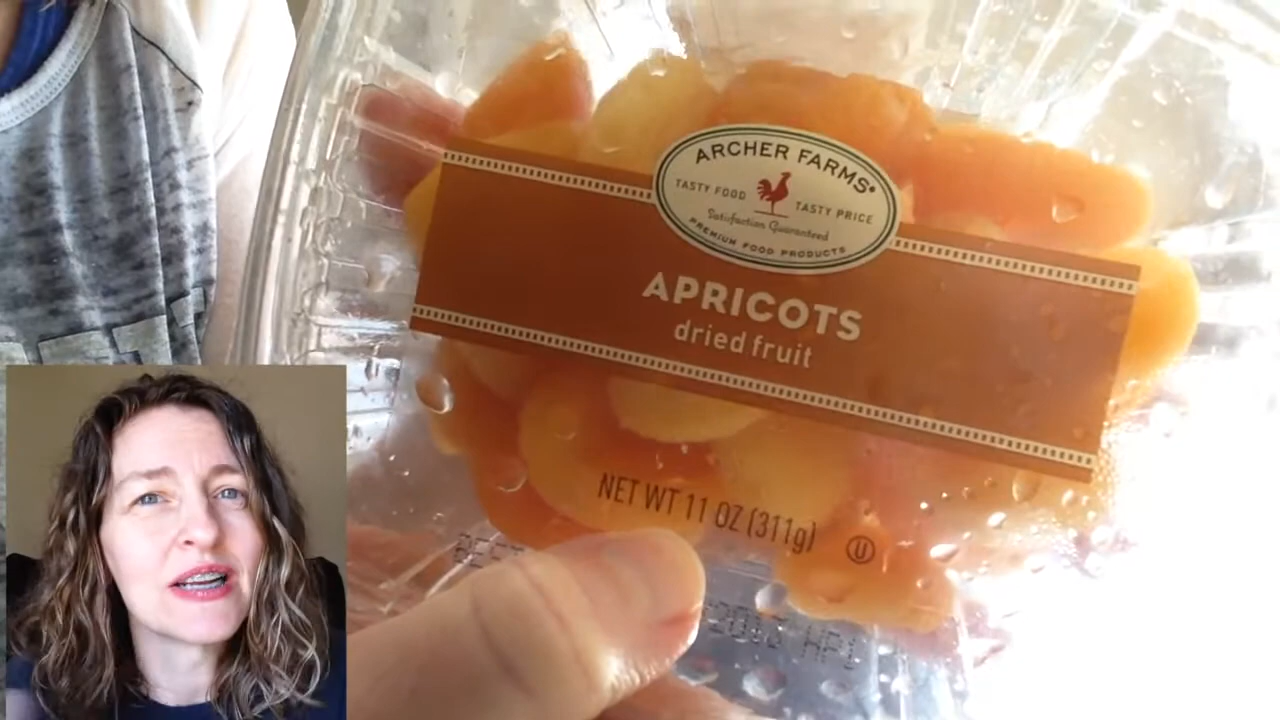 ARCHER FARMS®
TASTY FOOD TASTY PRICE
Satisfaction Guaranteed
PREMIUM FOOD PRODUCTS
APRICOTS
dried fruit
NET WT 11 OZ (311g) U
BEST